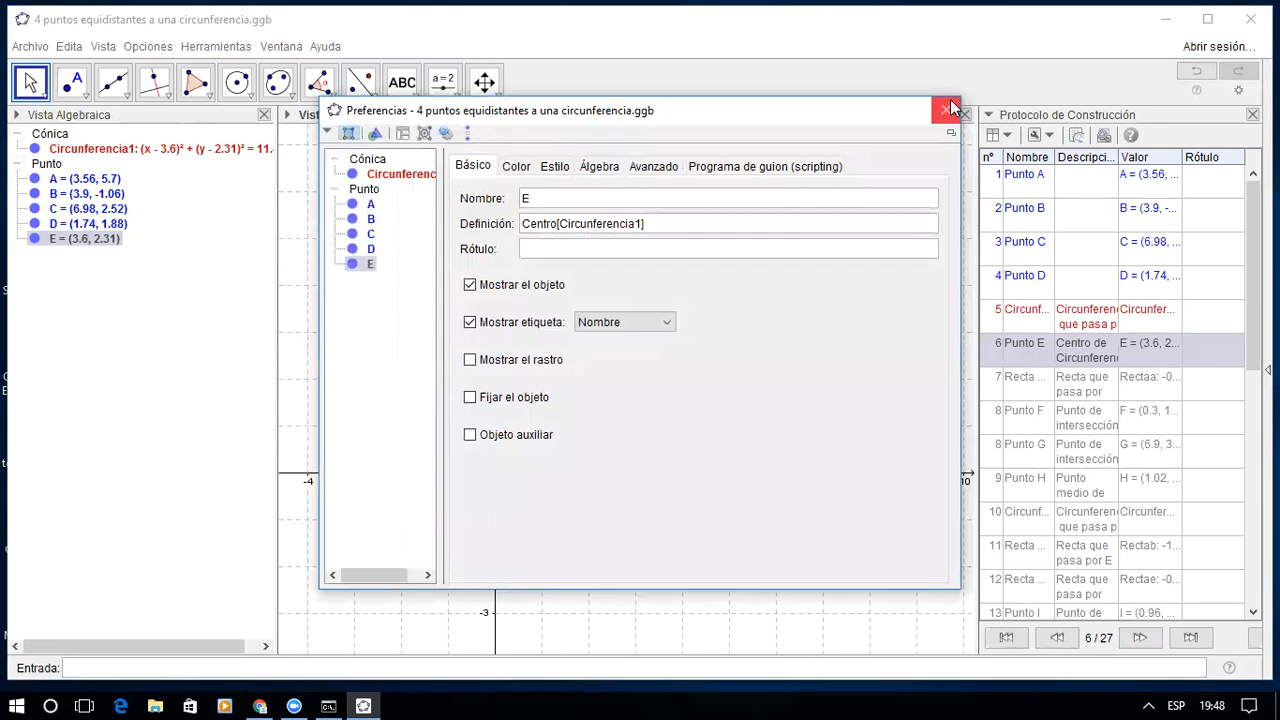 4 puntos equidistantes a una circunferencia.ggb
Archivo Edita Vista Opciones Herramientas Ventana Ayuda
Abrir sesión...
A
ABC
a=2
Vista Algebraica
Cónica
Circunferencia1: (x - 3.6)² + (y - 2.31)² = 11.
Punto
A = (3.56, 5.7)
B = (3.9, -1.06)
C = (6.98, 2.52)
D = (1.74, 1.88)
E = (3.6, 2.31)
Preferencias - 4 puntos equidistantes a una circunferencia.ggb
Cónica
Circunferenc
Punto
A
B
C
D
E
Básico Color Estilo Álgebra Avanzado Programa de guion (scripting)
Nombre: E
Definición: Centro[Circunferencia1]
Rótulo:
Mostrar el objeto
Mostrar etiqueta: Nombre
Mostrar el rastro
Fijar el objeto
Objeto auxiliar
-4
10
-3
Protocolo de Construcción
nº Nombre Descripci... Valor Rótulo
1 Punto A A = (3.56, ...
2 Punto B B = (3.9, -...
3 Punto C C = (6.98, ...
4 Punto D D = (1.74, ...
5 Circunf... Circunferen Circunfer...
que pasa p
6 Punto E Centro de E = (3.6, 2...
Circunferen
7 Recta ... Recta que Rectaa: -0...
pasa por
8 Punto F Punto de F = (0.3, 1...
intersección
8 Punto G Punto de G = (6.9, 3...
intersección
9 Punto H Punto H = (1.02, ...
medio de
10 Circunf... Circunferen Circunfer...
que pasa p
11 Recta ... Recta que Rectab: -1...
pasa por E
12 Recta ... Recta que Rectae: -0...
pasa por
13 Punto I Punto de I = (0.96, ...
6 / 27
Entrada:
ESP 19:48